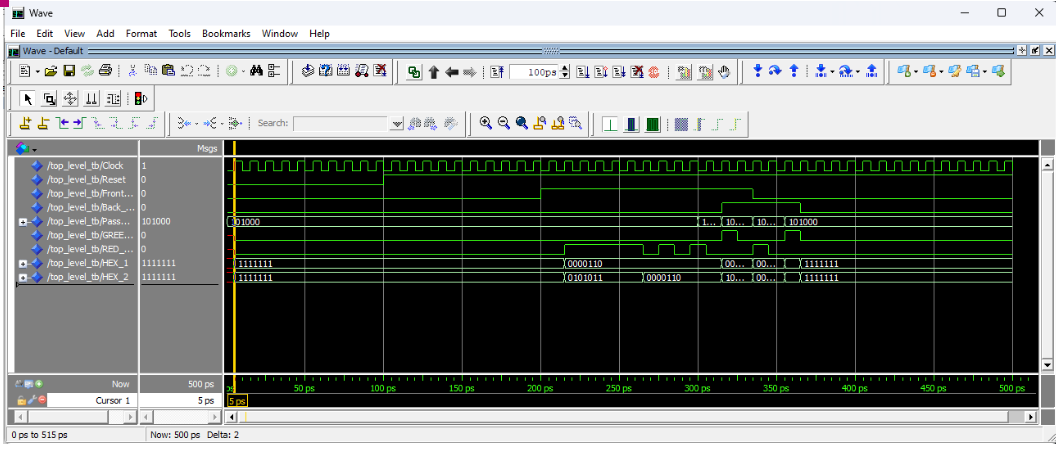 Wave
File Edit View Add Format Tools Bookmarks Window Help
Wave - Default
100 ps
Search:
Msgs
/top_level_tb/Clock 1
/top_level_tb/Reset 0
/top_level_tb/Front... 0
/top_level_tb/Back_... 0
/top_level_tb/Pass... 101000 101000 1... 10... 10... 101000
/top_level_tb/GREE... 0
/top_level_tb/RED_... 0
/top_level_tb/HEX_1 1111111 1111111 0000110 00... 00... 1111111
/top_level_tb/HEX_2 1111111 1111111 0101011 0000110 10... 00... 1111111
Now 500 ps 50 ps 100 ps 150 ps 200 ps 250 ps 300 ps 350 ps 400 ps 450 ps 500 ps
Cursor 1 5 ps 5 ps
0 ps to 515 ps Now: 500 ps Delta: 2